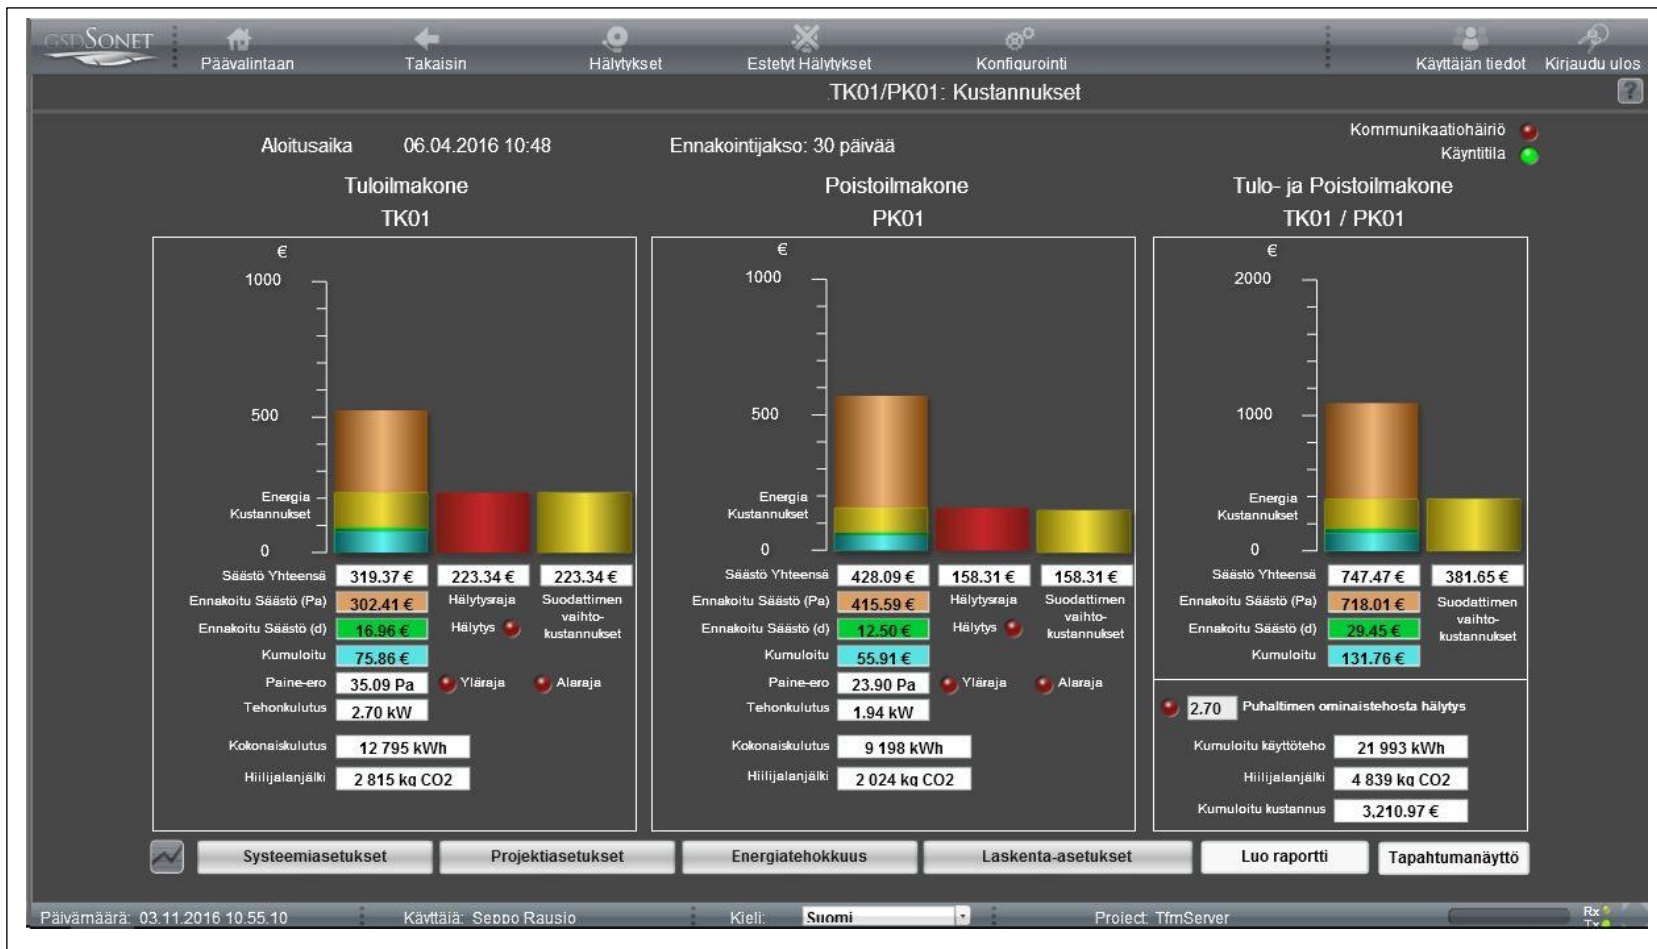 GSDSONET
Päävalintaan
Takaisin
Hälytykset
Estetyt Hälytykset
Konfigurointi
Käyttäjän tiedot
Kirjaudu ulos
TK01/PK01: Kustannukset
?
Aloitusaika 06.04.2016 10:48
Ennakointijakso: 30 päivää
Kommunikaatiohäiriö
Käyntitila
Tuloilmakone
TK01
€
1000
500
Energia
Kustannukset
0
Säästö Yhteensä 319.37 € 223.34 € 223.34 €
Ennakoitu Säästö (Pa) 302.41 € Hälytysraja Suodattimen
vaihto-
kustannukset
Ennakoitu Säästö (d) 16.96 € Hälytys
Kumuloitu 75.86 €
Paine-ero 35.09 Pa Yläraja Alaraja
Tehonkulutus 2.70 kW
Kokonaiskulutus 12 795 kWh
Hiilijalanjälki 2 815 kg CO2
Poistoilmakone
PK01
€
1000
500
Energia
Kustannukset
0
Säästö Yhteensä 428.09 € 158.31 € 158.31 €
Ennakoitu Säästö (Pa) 415.59 € Hälytysraja Suodattimen
vaihto-
kustannukset
Ennakoitu Säästö (d) 12.50 € Hälytys
Kumuloitu 55.91 €
Paine-ero 23.90 Pa Yläraja Alaraja
Tehonkulutus 1.94 kW
Kokonaiskulutus 9 198 kWh
Hiilijalanjälki 2 024 kg CO2
Tulo- ja Poistoilmakone
TK01 / PK01
€
2000
1000
Energia
Kustannukset
0
Säästö Yhteensä 747.47 € 381.65 €
Ennakoitu Säästö (Pa) 718.01 € Suodattimen
vaihto-
kustannukset
Ennakoitu Säästö (d) 29.45 €
Kumuloitu 131.76 €
2.70 Puhaltimen ominaistehosta hälytys
Kumuloitu käyttöteho 21 993 kWh
Hiilijalanjälki 4 839 kg CO2
Kumuloitu kustannus 3,210.97 €
Systeemiasetukset
Projektiasetukset
Energiatehokkuus
Laskenta-asetukset
Luo raportti
Tapahtumanäyttö
Päivämäärä: 03.11.2016 10.55.10
Käyttäjä: Seppo Rausio
Kieli: Suomi
Project: TfmServer
Rx
Tx